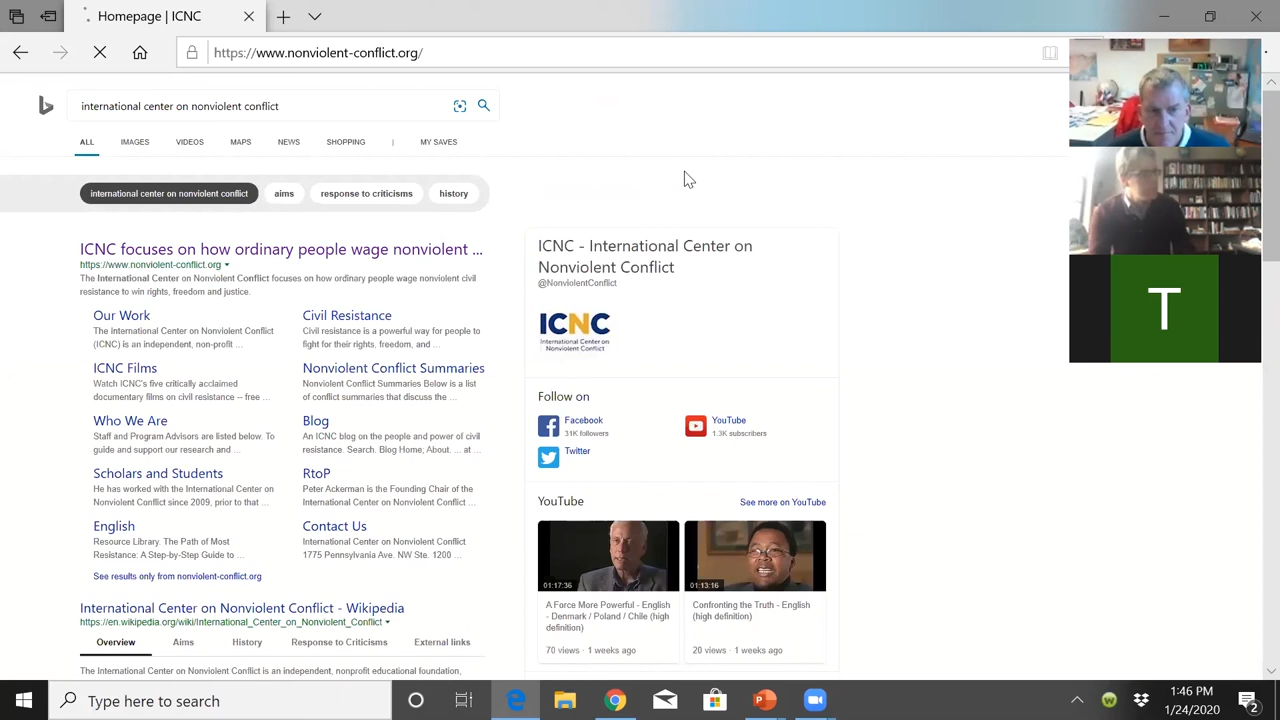 https://www.nonviolent-conflict.org/
international center on nonviolent conflict
ALL IMAGES VIDEOS MAPS NEWS SHOPPING | MY SAVES
international center on nonviolent conflict aims response to criticisms history
ICNC focuses on how ordinary people wage nonviolent ...
https://www.nonviolent-conflict.org
The International Center on Nonviolent Conflict focuses on how ordinary people wage nonviolent civil
resistance to win rights, freedom and justice.
Our Work
The International Center on Nonviolent Conflict
(ICNC) is an independent, non-profit ...
Civil Resistance
Civil resistance is a powerful way for people to
fight for their rights, freedom, and ...
ICNC Films
Watch ICNC's five critically acclaimed
documentary films on civil resistance -- free ...
Nonviolent Conflict Summaries
Nonviolent Conflict Summaries Below is a list
of conflict summaries that discuss the ...
Who We Are
Staff and Program Advisors are listed below. To
guide and support our research and ...
Blog
An ICNC blog on the people and power of civil
resistance. Search. Blog Home; About. ... at ...
Scholars and Students
He has worked with the International Center on
Nonviolent Conflict since 2009, prior to that ...
RtoP
Peter Ackerman is the Founding Chair of the
International Center on Nonviolent Conflict ...
English
Resource Library. The Path of Most
Resistance: A Step-by-Step Guide to ...
Contact Us
International Center on Nonviolent Conflict
1775 Pennsylvania Ave. NW Ste. 1200 ...
See results only from nonviolent-conflict.org
International Center on Nonviolent Conflict - Wikipedia
https://en.wikipedia.org/wiki/International_Center_on_Nonviolent_Conflict
Overview Aims History Response to Criticisms External links
The International Center on Nonviolent Conflict is an independent, nonprofit educational foundation,
ICNC - International Center on
Nonviolent Conflict
@NonviolentConflict
ICNC
International Center on
Nonviolent Conflict
Follow on
Facebook
31K followers
YouTube
1.3K subscribers
Twitter
YouTube See more on YouTube
01:17:36
A Force More Powerful - English
- Denmark / Poland / Chile (high
definition)
70 views · 1 weeks ago
01:13:16
Confronting the Truth - English
(high definition)
20 views · 1 weeks ago
T
Type here to search
1:46 PM
1/24/2020
2